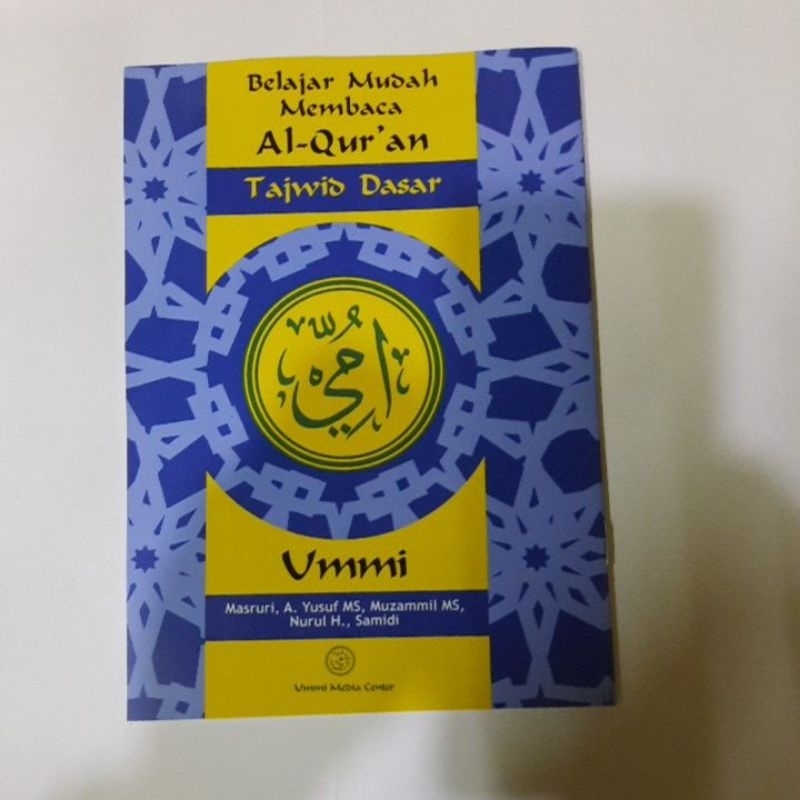 Belajar Mudah
Membaca
Al-Qur'an
Tajwid Dasar
أمّي
Ummi
Masruri, A. Yusuf MS, Muzammil MS,
Nurul H., Samidi
Ummi Media Center